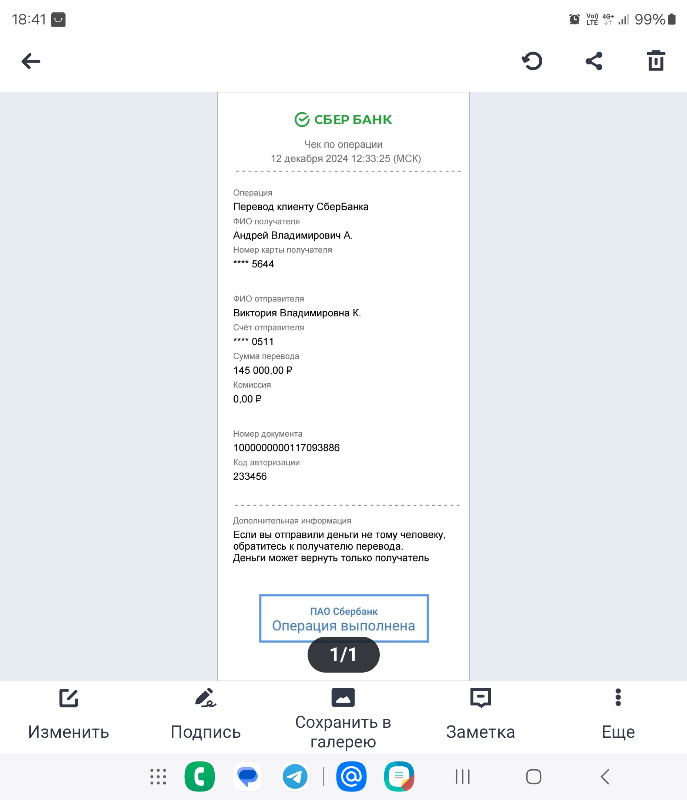 18:41
Vo)) LTE 4G+ 99%
СБЕР БАНК
Чек по операции
12 декабря 2024 12:33:25 (МСК)
Операция
Перевод клиенту СберБанка
ФИО получателя
Андрей Владимирович А.
Номер карты получателя
**** 5644
ФИО отправителя
Виктория Владимировна К.
Счёт отправителя
**** 0511
Сумма перевода
145 000,00 ₽
Комиссия
0,00 ₽
Номер документа
1000000000117093886
Код авторизации
233456
Дополнительная информация
Если вы отправили деньги не тому человеку,
обратитесь к получателю перевода.
Деньги может вернуть только получатель
ПАО Сбербанк
Операция выполнена
1/1
Изменить
Подпись
Сохранить в
галерею
Заметка
Еще